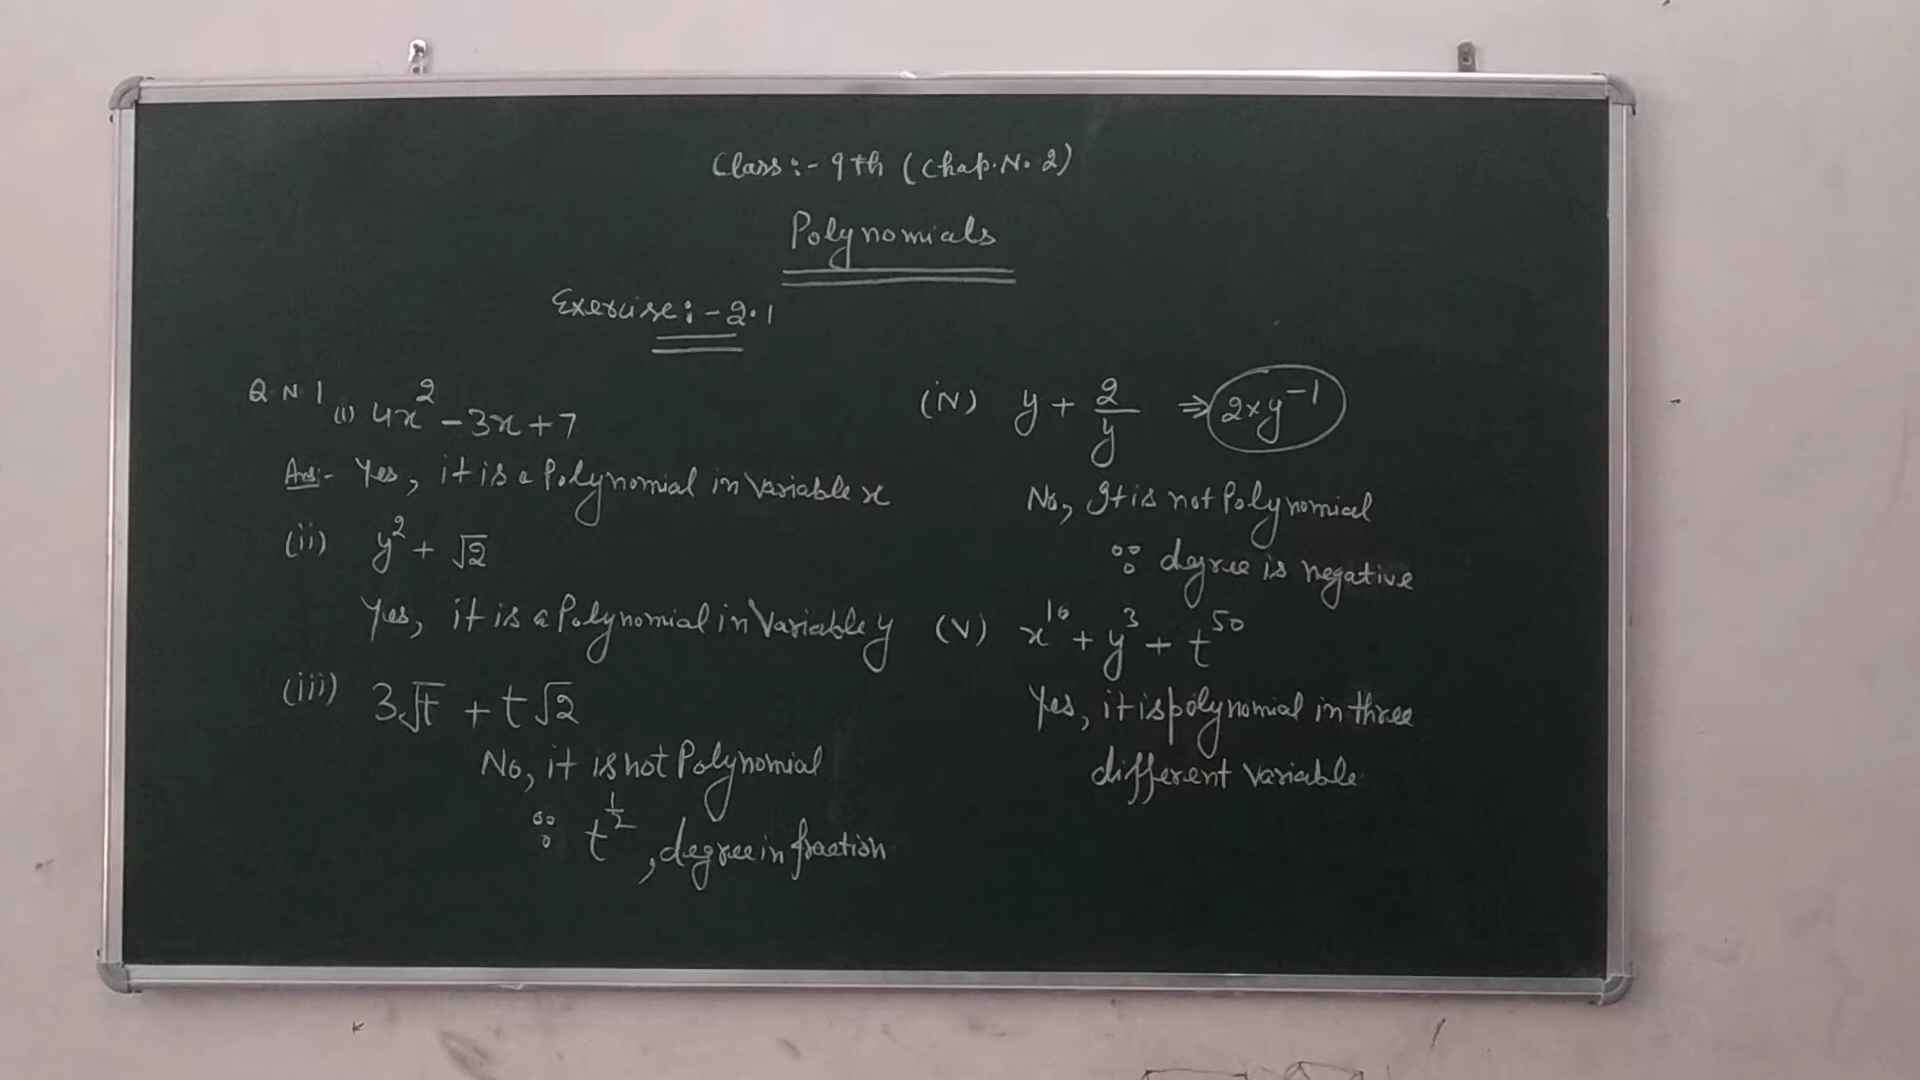 Class:- 9th (Chap. No. 2)
Polynomials
Exercise:- 2.1
Q.N.1 (i) 4x² - 3x + 7
Ans:- Yes, it is a Polynomial in Variable x
(ii) y² + √2
Yes, it is a Polynomial in Variable y
(iii) 3√t + t√2
No, it is not Polynomial
∵ t^½, degree in fraction
(iv) y + 2/y ⇒ 2×y⁻¹
No, It is not Polynomial
∵ degree is negative
(v) x¹⁰ + y³ + t⁵⁰
Yes, it is polynomial in three
different variable